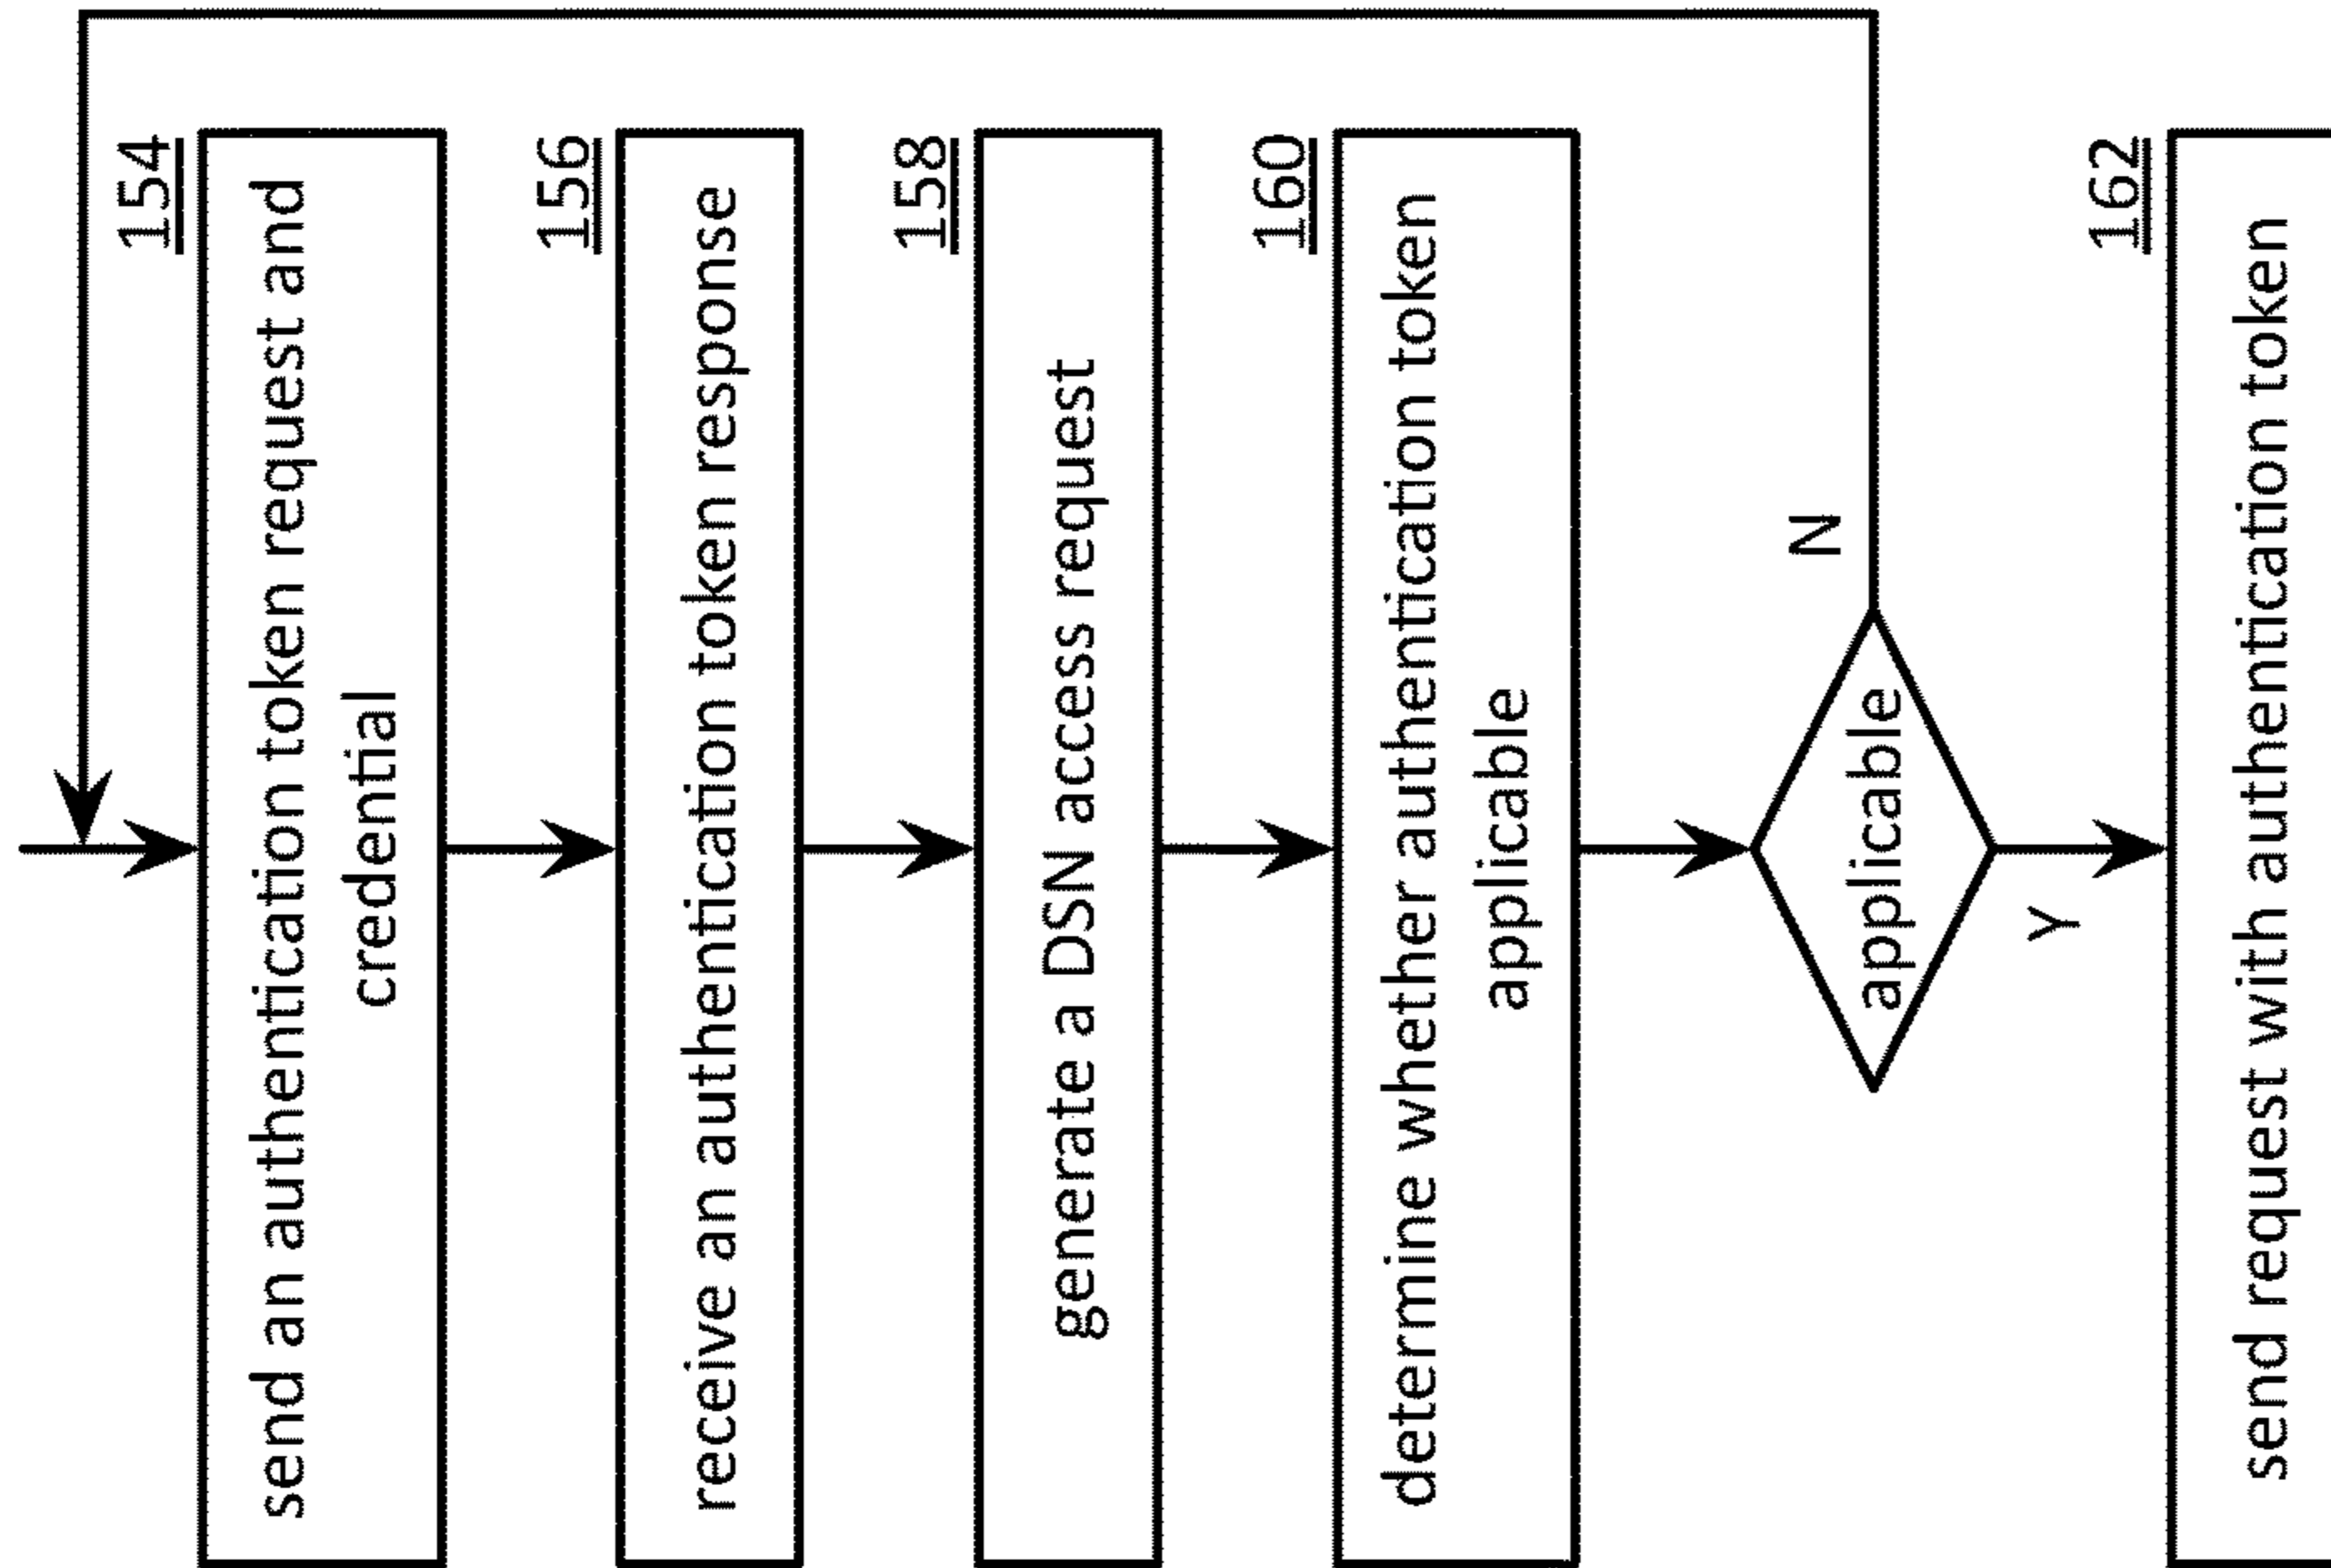 154
send an authentication token request and
credential
156
receive an authentication token response
158
generate a DSN access request
160
determine whether authentication token
applicable
applicable
N
Y
162
send request with authentication token